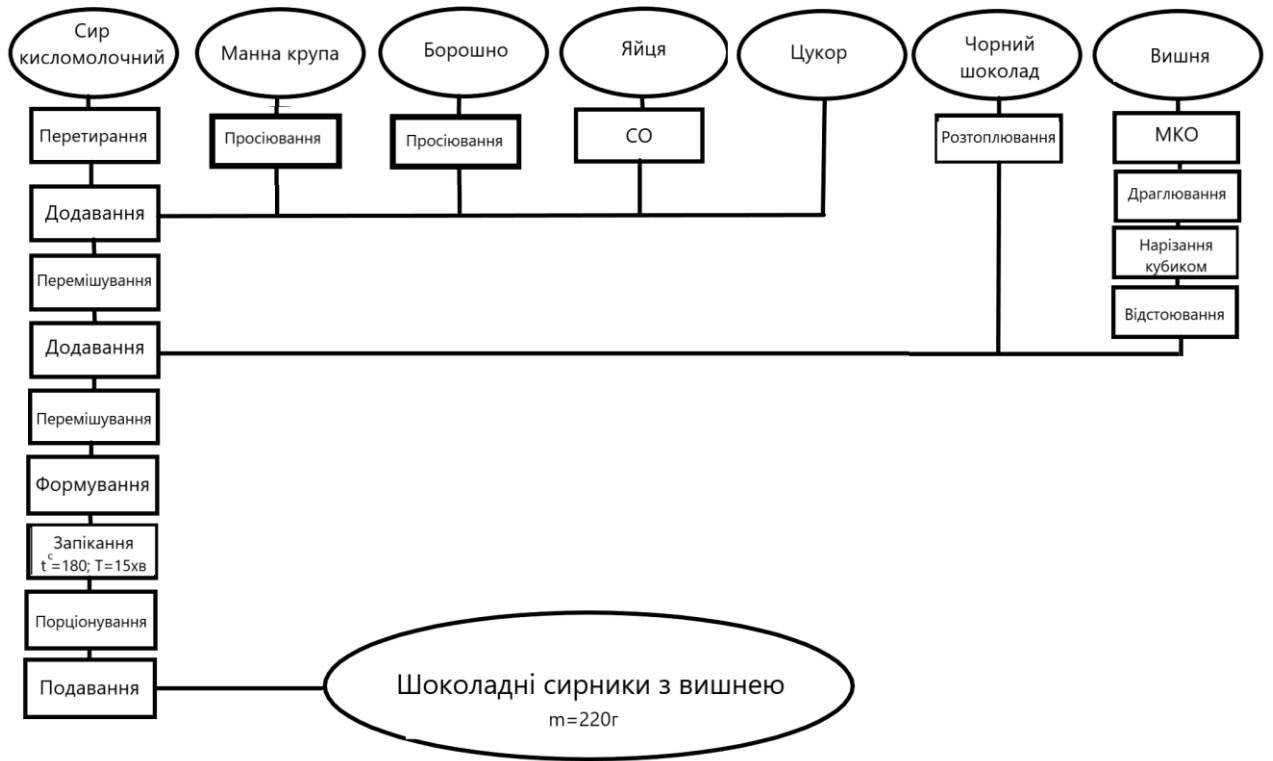 Сир
кисломолочний
Манна крупа
Борошно
Яйця
Цукор
Чорний
шоколад
Вишня
Перетирання
Просіювання
Просіювання
СО
Розтоплювання
МКО
Драглювання
Додавання
Нарізання
кубиком
Перемішування
Відстоювання
Додавання
Перемішування
Формування
Запікання
t с=180; T=15хв
Порціонування
Подавання
Шоколадні сирники з вишнею
m=220г